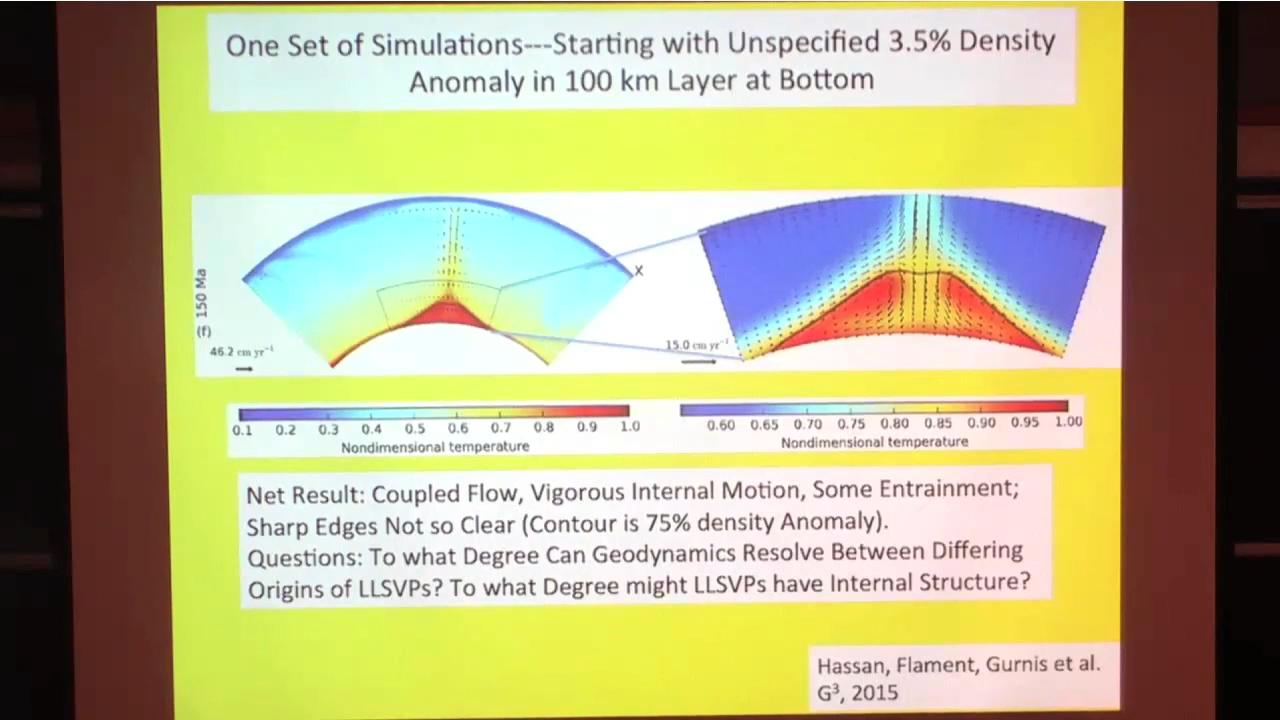 One Set of Simulations---Starting with Unspecified 3.5% Density
Anomaly in 100 km Layer at Bottom
(f) 150 Ma
46.2 cm yr⁻¹
X
15.0 cm yr⁻¹
0.1 0.2 0.3 0.4 0.5 0.6 0.7 0.8 0.9 1.0
Nondimensional temperature
0.60 0.65 0.70 0.75 0.80 0.85 0.90 0.95 1.00
Nondimensional temperature
Net Result: Coupled Flow, Vigorous Internal Motion, Some Entrainment;
Sharp Edges Not so Clear (Contour is 75% density Anomaly).
Questions: To what Degree Can Geodynamics Resolve Between Differing
Origins of LLSVPs? To what Degree might LLSVPs have Internal Structure?
Hassan, Flament, Gurnis et al.
G³, 2015